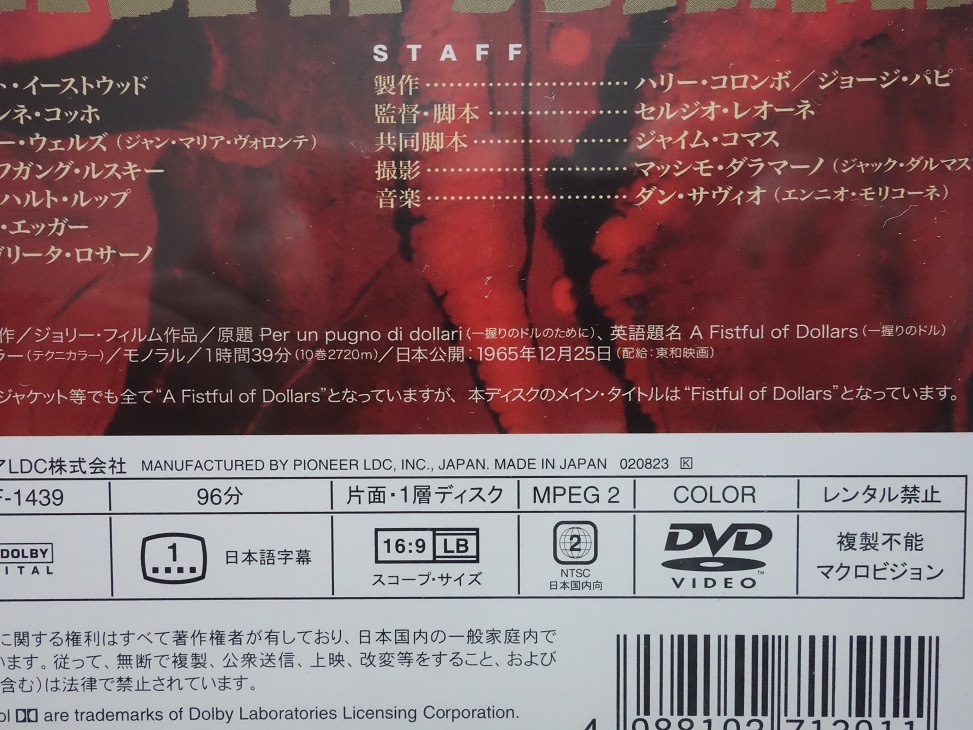 STAFF
ト・イーストウッド
ンネ・コッホ
ー・ウェルズ（ジャン・マリア・ヴォロンテ）
フガング・ルスキー
ハルト・ルップ
・エッガー
ブリータ・ロサーノ
製作……………………ハリー・コロンボ／ジョージ・パピ
監督・脚本……………セルジオ・レオーネ
共同脚本………………ジャイム・コマス
撮影……………………マッシモ・ダラマーノ（ジャック・ダルマス
音楽……………………ダン・サヴィオ（エンニオ・モリコーネ）
作／ジョリー・フィルム作品／原題 Per un pugno di dollari（一握りのドルのために）、英語題名 A Fistful of Dollars（一握りのドル）
ラー（テクニカラー）／モノラル／1時間39分（10巻2720m）／日本公開：1965年12月25日（配給：東和映画）
ジャケット等でも全て“A Fistful of Dollars”となっていますが、本ディスクのメイン・タイトルは“Fistful of Dollars”となっています。
アLDC株式会社 MANUFACTURED BY PIONEER LDC, INC., JAPAN. MADE IN JAPAN 020823 K
F-1439 96分 片面・1層ディスク MPEG 2 COLOR レンタル禁止
DOLBY
ITAL
1 日本語字幕
16:9 LB
スコープ・サイズ
2
NTSC
日本国内向
DVD
VIDEO™
複製不能
マクロビジョン
に関する権利はすべて著作権者が有しており、日本国内の一般家庭内で
います。従って、無断で複製、公衆送信、上映、改変等をすること、および
含む）は法律で禁止されています。
ol DD are trademarks of Dolby Laboratories Licensing Corporation.
4 988102 713911